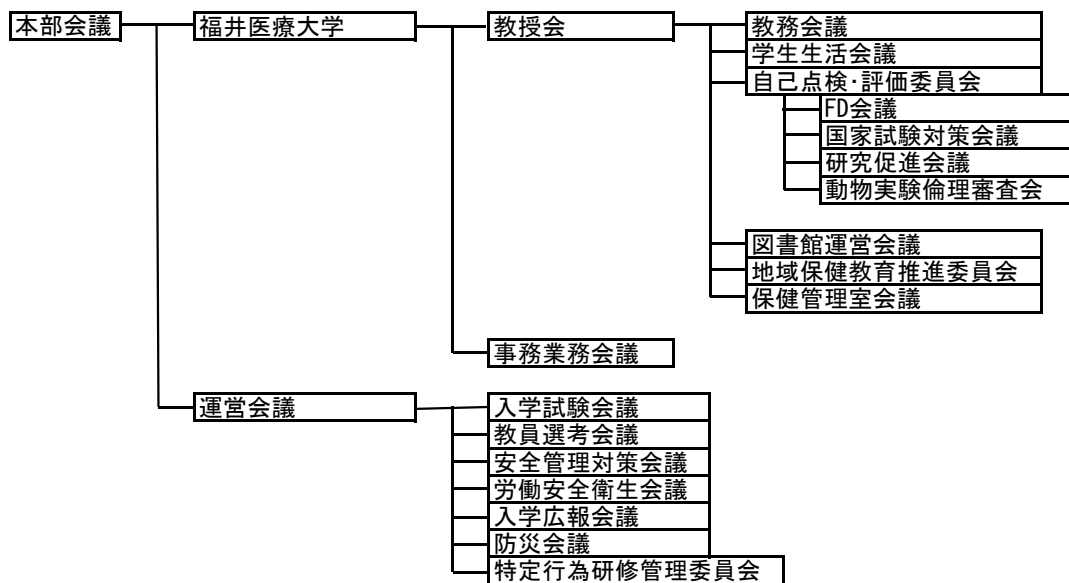 本部会議
福井医療大学
教授会
教務会議
学生生活会議
自己点検・評価委員会
FD会議
国家試験対策会議
研究促進会議
動物実験倫理審査会
図書館運営会議
地域保健教育推進委員会
保健管理室会議
事務業務会議
運営会議
入学試験会議
教員選考会議
安全管理対策会議
労働安全衛生会議
入学広報会議
防災会議
特定行為研修管理委員会